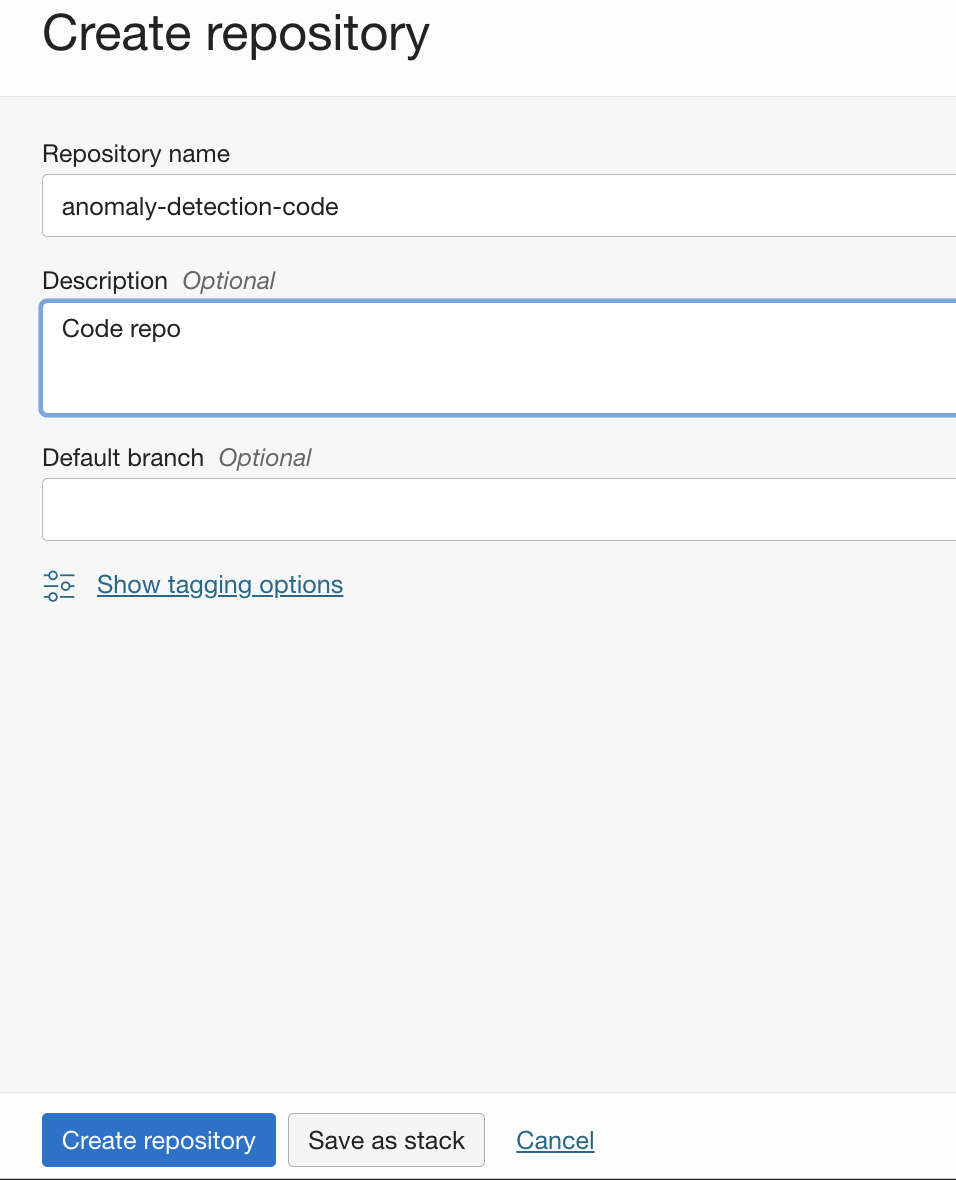 Create repository
Repository name
anomaly-detection-code
Description Optional
Code repo
Default branch Optional
Show tagging options
Create repository Save as stack Cancel